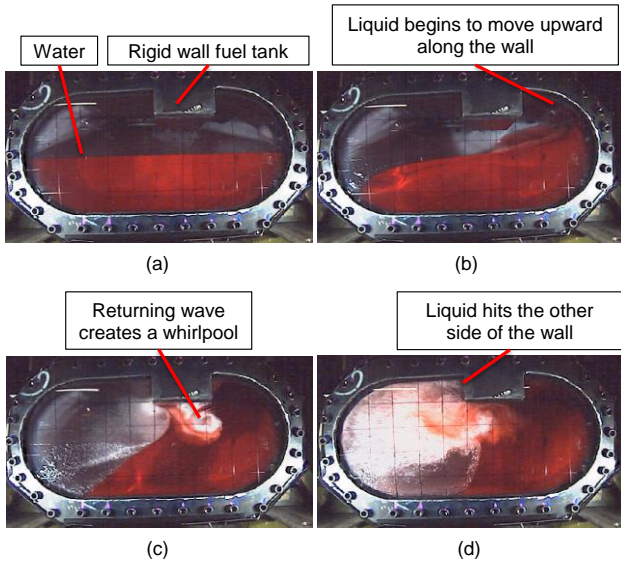 Water
Rigid wall fuel tank
Liquid begins to move upward
along the wall
(a)
(b)
Returning wave
creates a whirlpool
Liquid hits the other
side of the wall
(c)
(d)